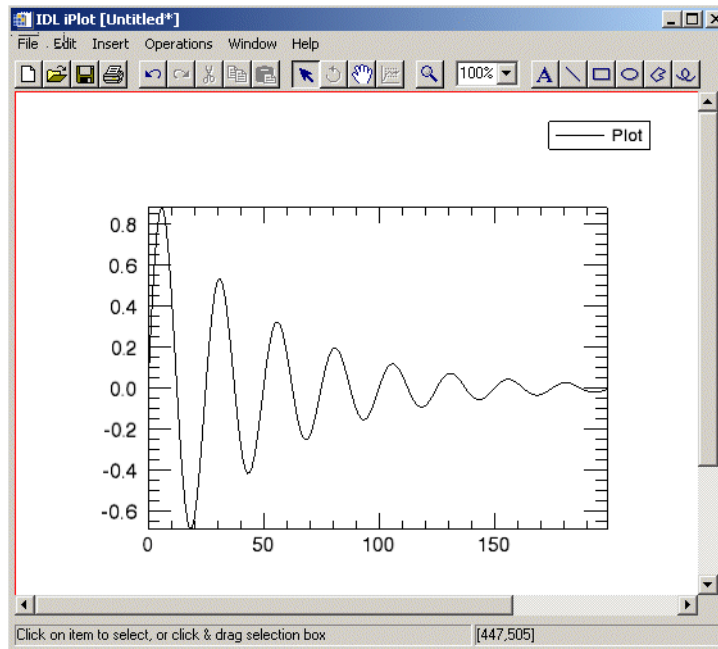 IDL iPlot [Untitled*]
File Edit Insert Operations Window Help
100% A
Plot
0.8
0.6
0.4
0.2
0.0
-0.2
-0.4
-0.6
0 50 100 150
Click on item to select, or click & drag selection box [447,505]